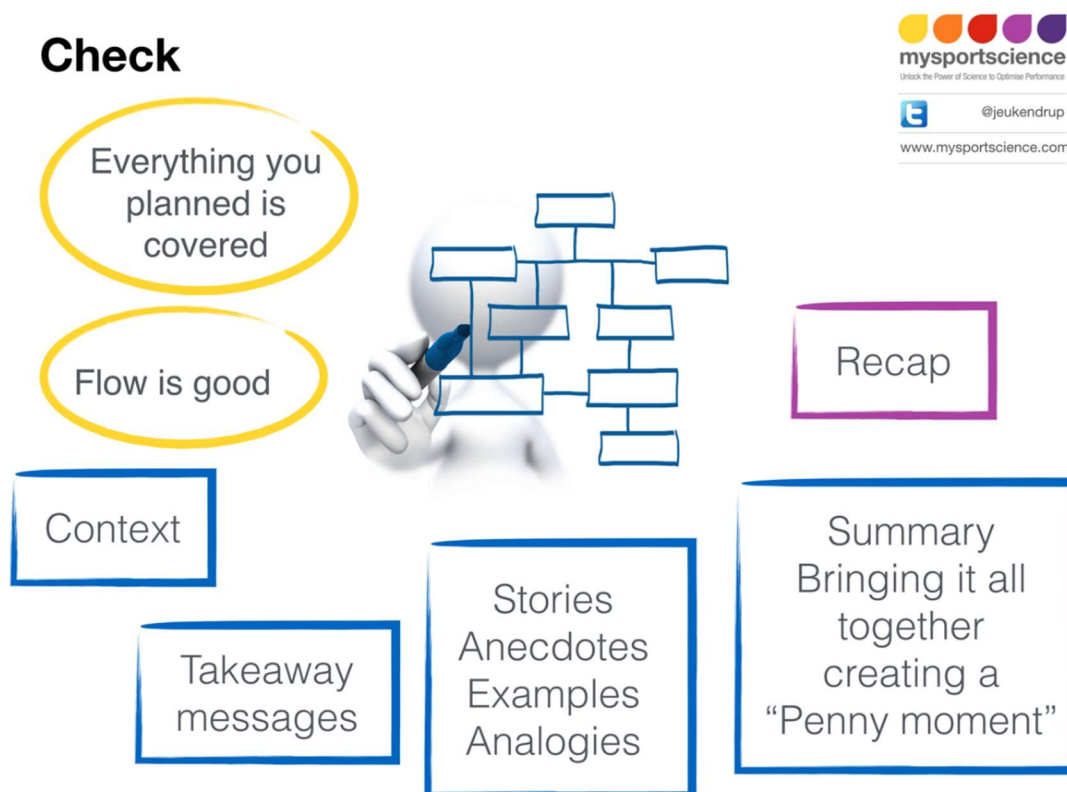 Check
mysportscience
Unlock the Power of Science to Optimise Performance
@jeukendrup
www.mysportscience.com
Everything you
planned is
covered
Flow is good
Recap
Context
Takeaway
messages
Stories
Anecdotes
Examples
Analogies
Summary
Bringing it all
together
creating a
“Penny moment”